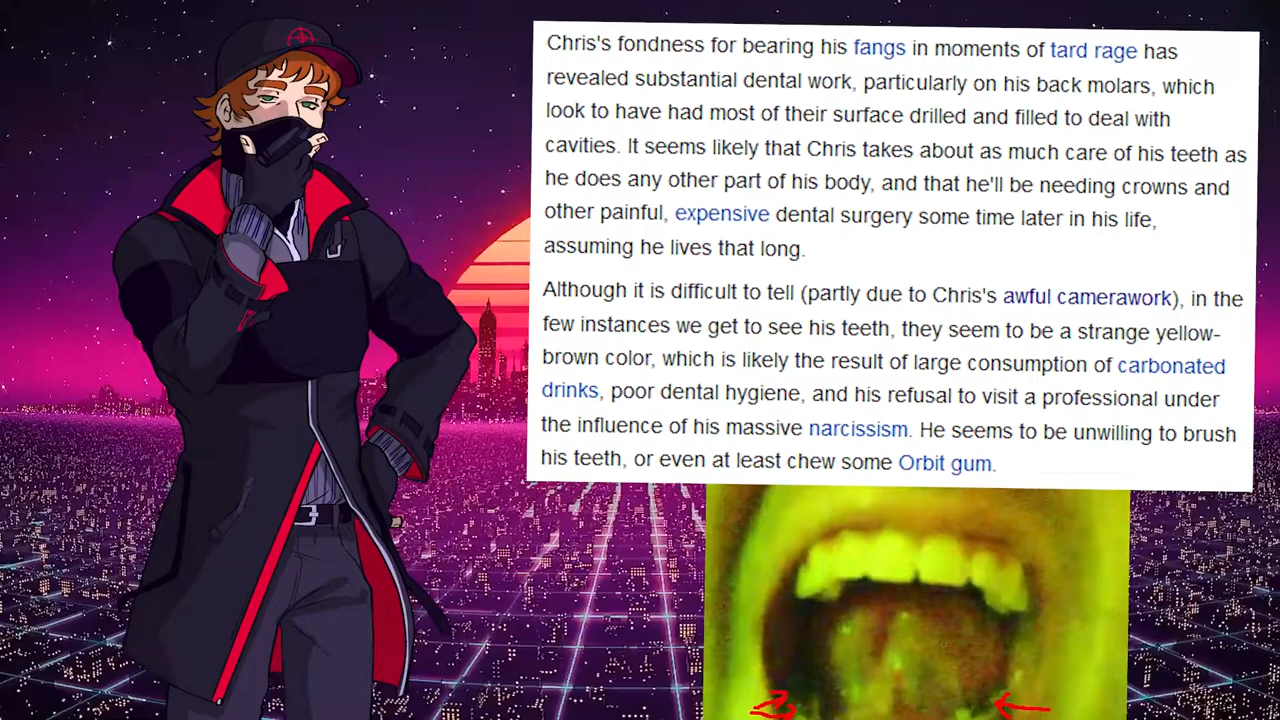 Chris's fondness for bearing his fangs in moments of tard rage has
revealed substantial dental work, particularly on his back molars, which
look to have had most of their surface drilled and filled to deal with
cavities. It seems likely that Chris takes about as much care of his teeth as
he does any other part of his body, and that he'll be needing crowns and
other painful, expensive dental surgery some time later in his life,
assuming he lives that long.
Although it is difficult to tell (partly due to Chris's awful camerawork), in the
few instances we get to see his teeth, they seem to be a strange yellow-
brown color, which is likely the result of large consumption of carbonated
drinks, poor dental hygiene, and his refusal to visit a professional under
the influence of his massive narcissism. He seems to be unwilling to brush
his teeth, or even at least chew some Orbit gum.